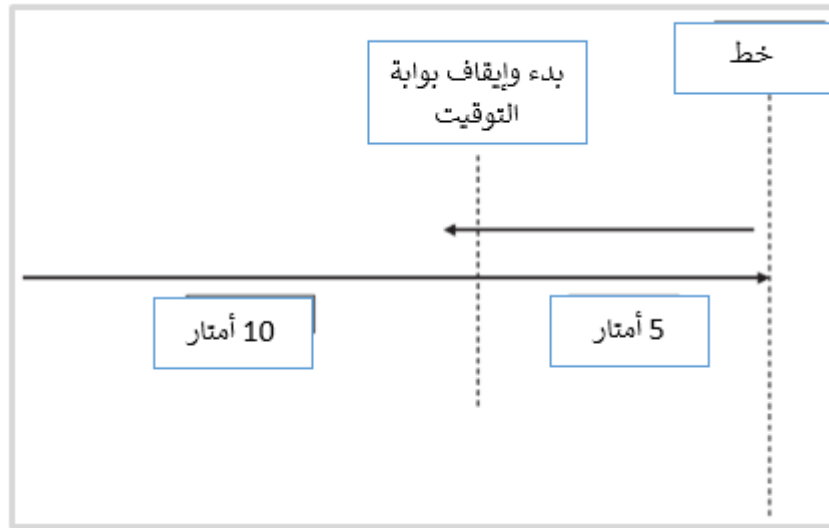 خط
بدء وإيقاف بوابة
التوقيت
5 أمتار
10 أمتار